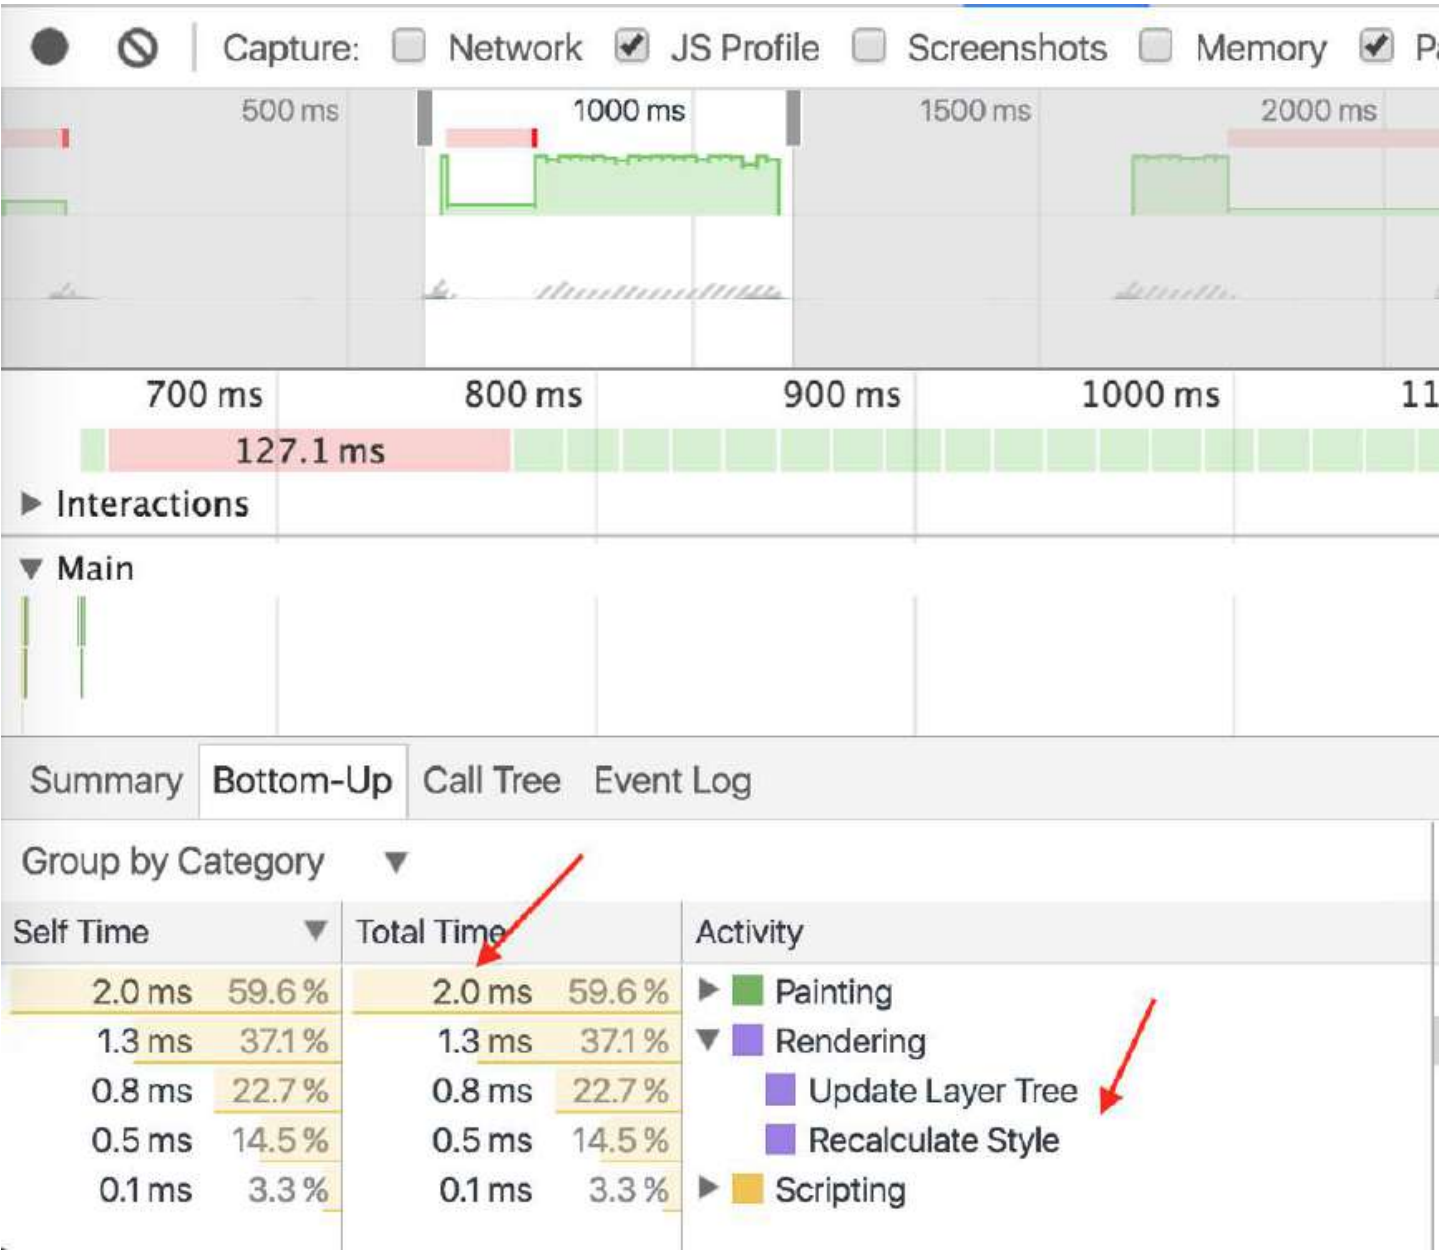 Capture: Network JS Profile Screenshots Memory Pa
500 ms 1000 ms 1500 ms 2000 ms
700 ms 800 ms 900 ms 1000 ms 11
127.1 ms
Interactions
Main
Summary Bottom-Up Call Tree Event Log
Group by Category
Self Time Total Time Activity
2.0 ms 59.6 % 2.0 ms 59.6 % Painting
1.3 ms 37.1 % 1.3 ms 37.1 % Rendering
0.8 ms 22.7 % 0.8 ms 22.7 % Update Layer Tree
0.5 ms 14.5 % 0.5 ms 14.5 % Recalculate Style
0.1 ms 3.3 % 0.1 ms 3.3 % Scripting